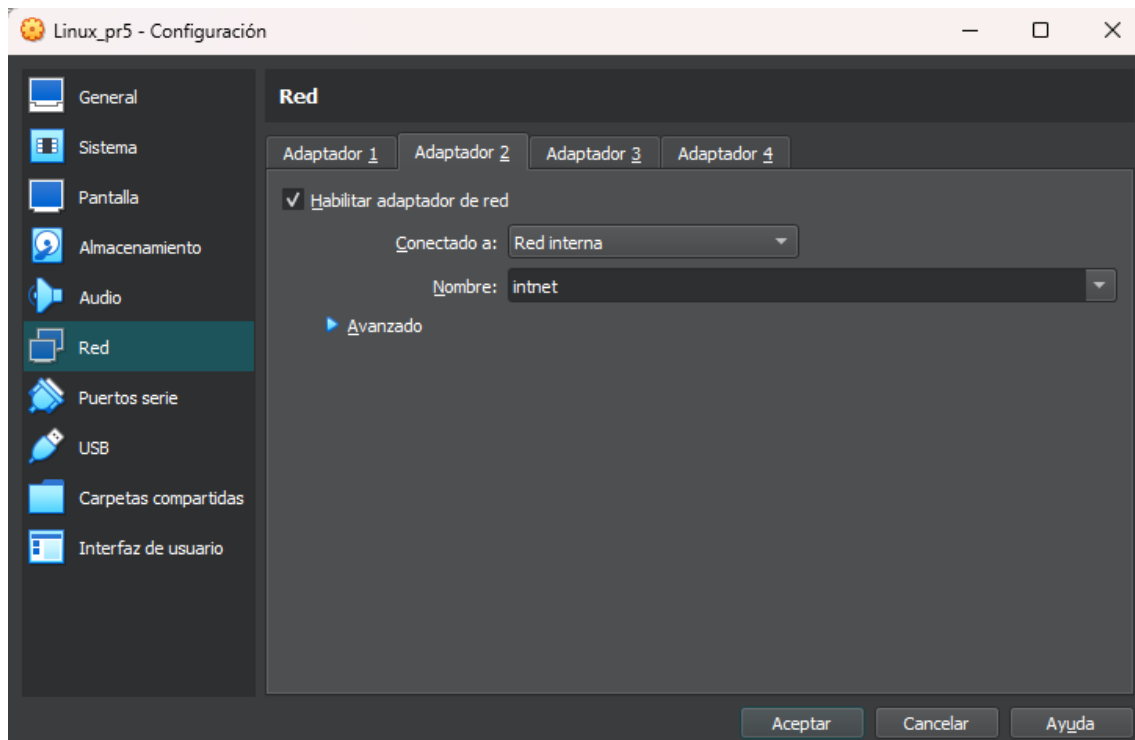 Linux_pr5 - Configuración
General
Sistema
Pantalla
Almacenamiento
Audio
Red
Puertos serie
USB
Carpetas compartidas
Interfaz de usuario
Red
Adaptador 1 Adaptador 2 Adaptador 3 Adaptador 4
Habilitar adaptador de red
Conectado a: Red interna
Nombre: intnet
Avanzado
Aceptar Cancelar Ayuda